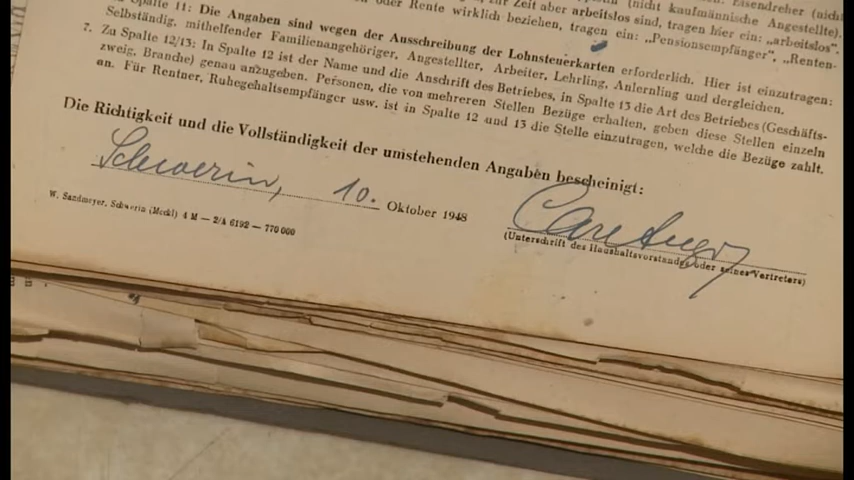 Spalte 11: Die Angaben sind wegen der Ausschreibung der Lohnsteuerkarten erforderlich. Hier ist einzutragen:
oder Rente wirklich beziehen, tragen ein: „Pensionsempfänger", „Renten-
zur Zeit aber arbeitslos sind, tragen hier ein: „arbeitslos".
(nicht kaufmännische Angestellte).
Eisendreher (nicht
Selbständig, mithelfender Familienangehöriger, Angestellter, Arbeiter, Lehrling, Anlernling und dergleichen.
7. Zu Spalte 12/13: In Spalte 12 ist der Name und die Anschrift des Betriebes, in Spalte 13 die Art des Betriebes (Geschäfts-
zweig, Branche) genau anzugeben. Personen, die von mehreren Stellen Bezüge erhalten, geben diese Stellen einzeln
an. Für Rentner, Ruhegehaltsempfänger usw. ist in Spalte 12 und 13 die Stelle einzutragen, welche die Bezüge zahlt.
Die Richtigkeit und die Vollständigkeit der umstehenden Angaben bescheinigt:
Schwerin, 10. Oktober 1948
(Unterschrift des Haushaltsvorstandes oder seines Vertreters)
W. Sandmeyer, Schwerin (Meckl) 4 M — 2/A 6192 — 770 000